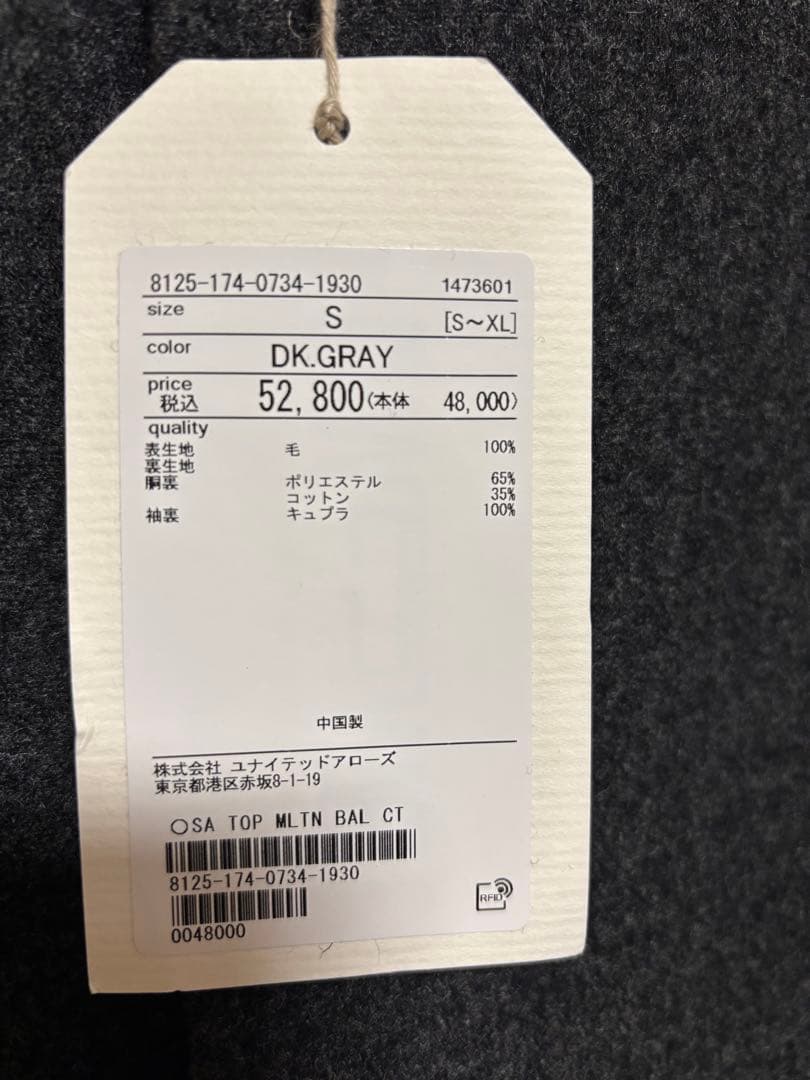 8125-174-0734-1930 1473601
size S [S～XL]
color DK.GRAY
price 税込 52,800(本体 48,000)
quality
表生地 毛 100%
裏生地
胴裏 ポリエステル 65%
コットン 35%
袖裏 キュプラ 100%
中国製
株式会社 ユナイテッドアローズ
東京都港区赤坂8-1-19
○SA TOP MLTN BAL CT
8125-174-0734-1930
0048000
RFID